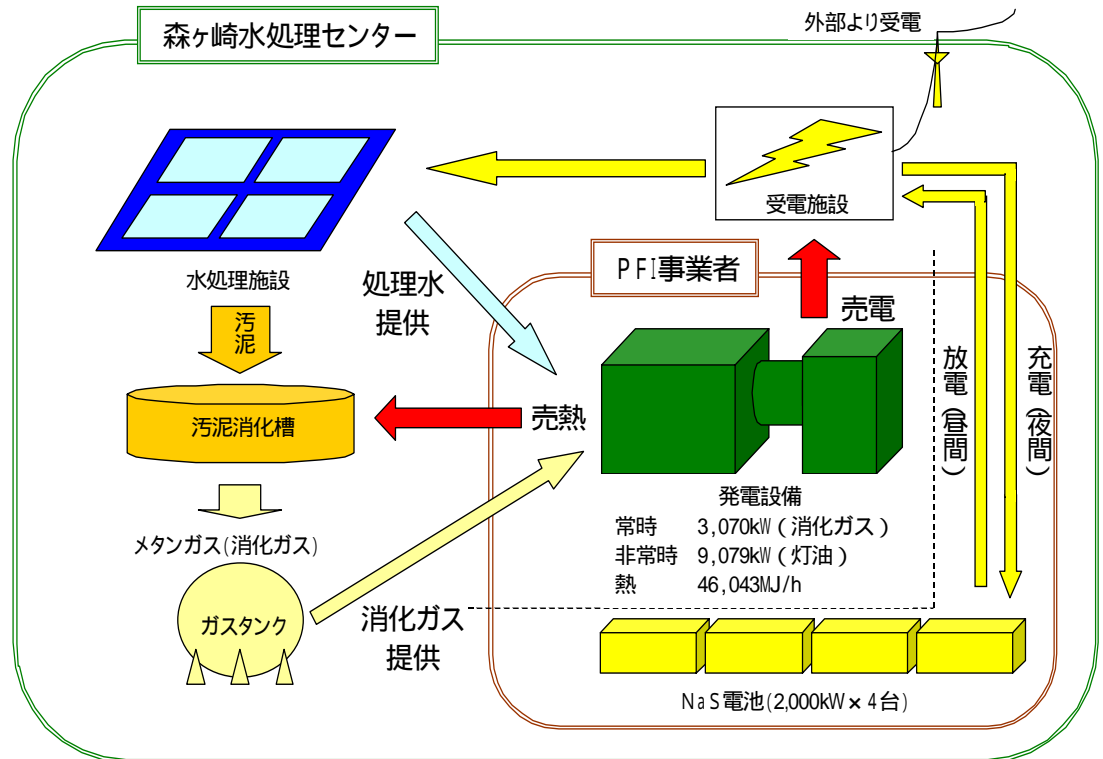 森ヶ崎水処理センター
外部より受電
受電施設
水処理施設
処理水
提供
PFI事業者
売電
汚
泥
汚泥消化槽
売熱
放電(昼間)
充電(夜間)
発電設備
常時 3,070kW(消化ガス)
非常時 9,079kW(灯油)
熱 46,043MJ/h
メタンガス(消化ガス)
ガスタンク
消化ガス
提供
NaS電池(2,000kW×4台)